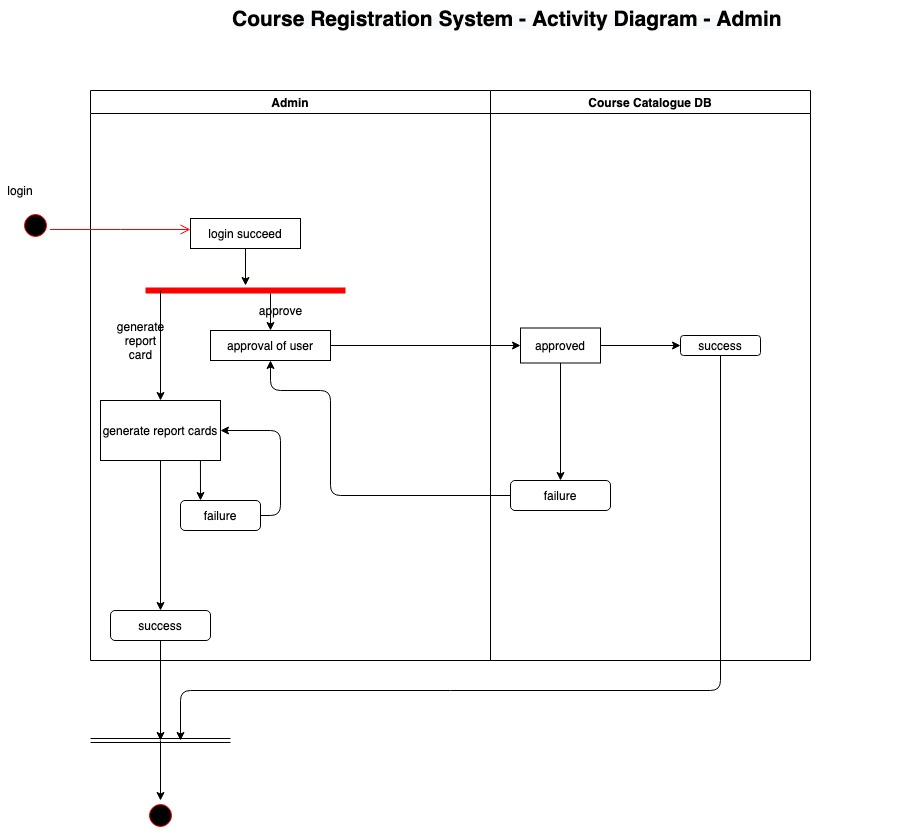 Course Registration System - Activity Diagram - Admin
Admin
Course Catalogue DB
login
login succeed
approve
generate
report
card
approval of user
approved
success
generate report cards
failure
failure
success